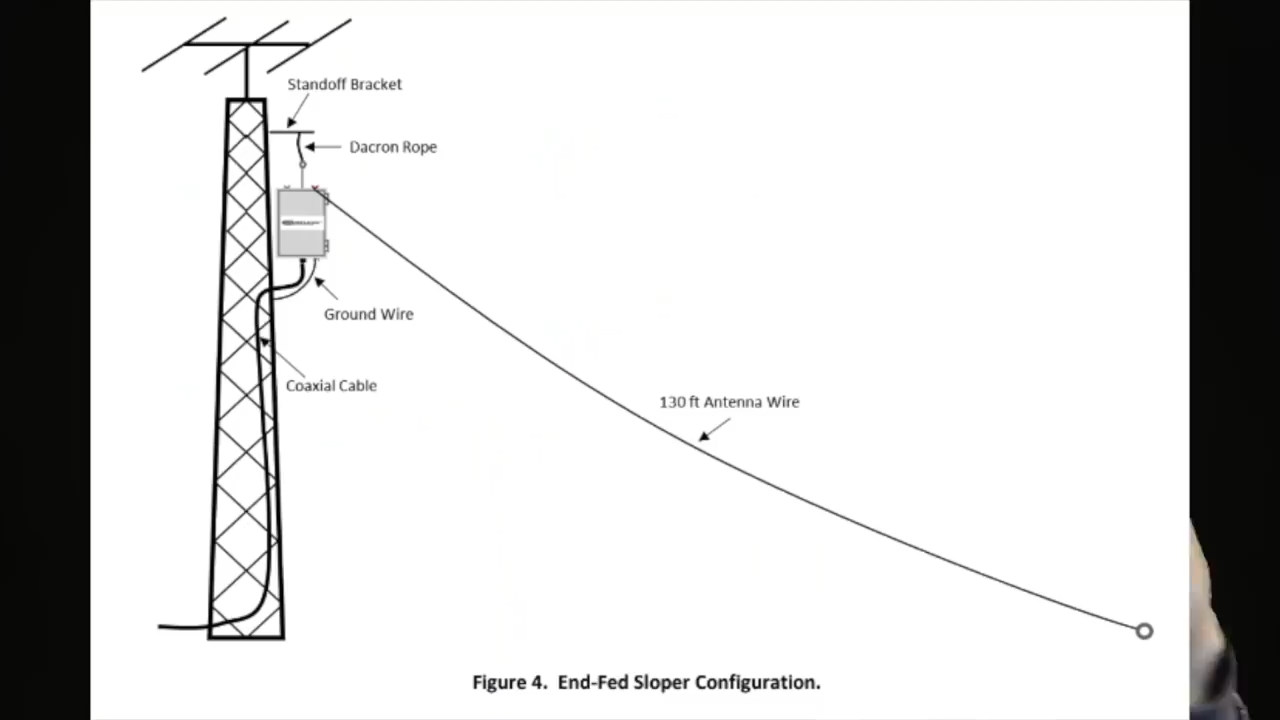 Standoff Bracket
Dacron Rope
Ground Wire
Coaxial Cable
130 ft Antenna Wire
Figure 4. End-Fed Sloper Configuration.